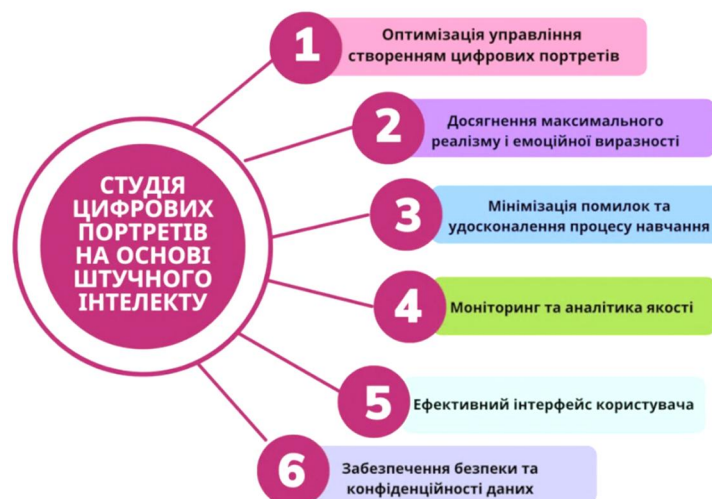 СТУДІЯ
ЦИФРОВИХ
ПОРТРЕТІВ
НА ОСНОВІ
ШТУЧНОГО
ІНТЕЛЕКТУ
1
Оптимізація управління
створенням цифрових портретів
2
Досягнення максимального
реалізму і емоційної виразності
3
Мінімізація помилок та
удосконалення процесу навчання
4
Моніторинг та аналітика якості
5
Ефективний інтерфейс користувача
6
Забезпечення безпеки та
конфіденційності даних